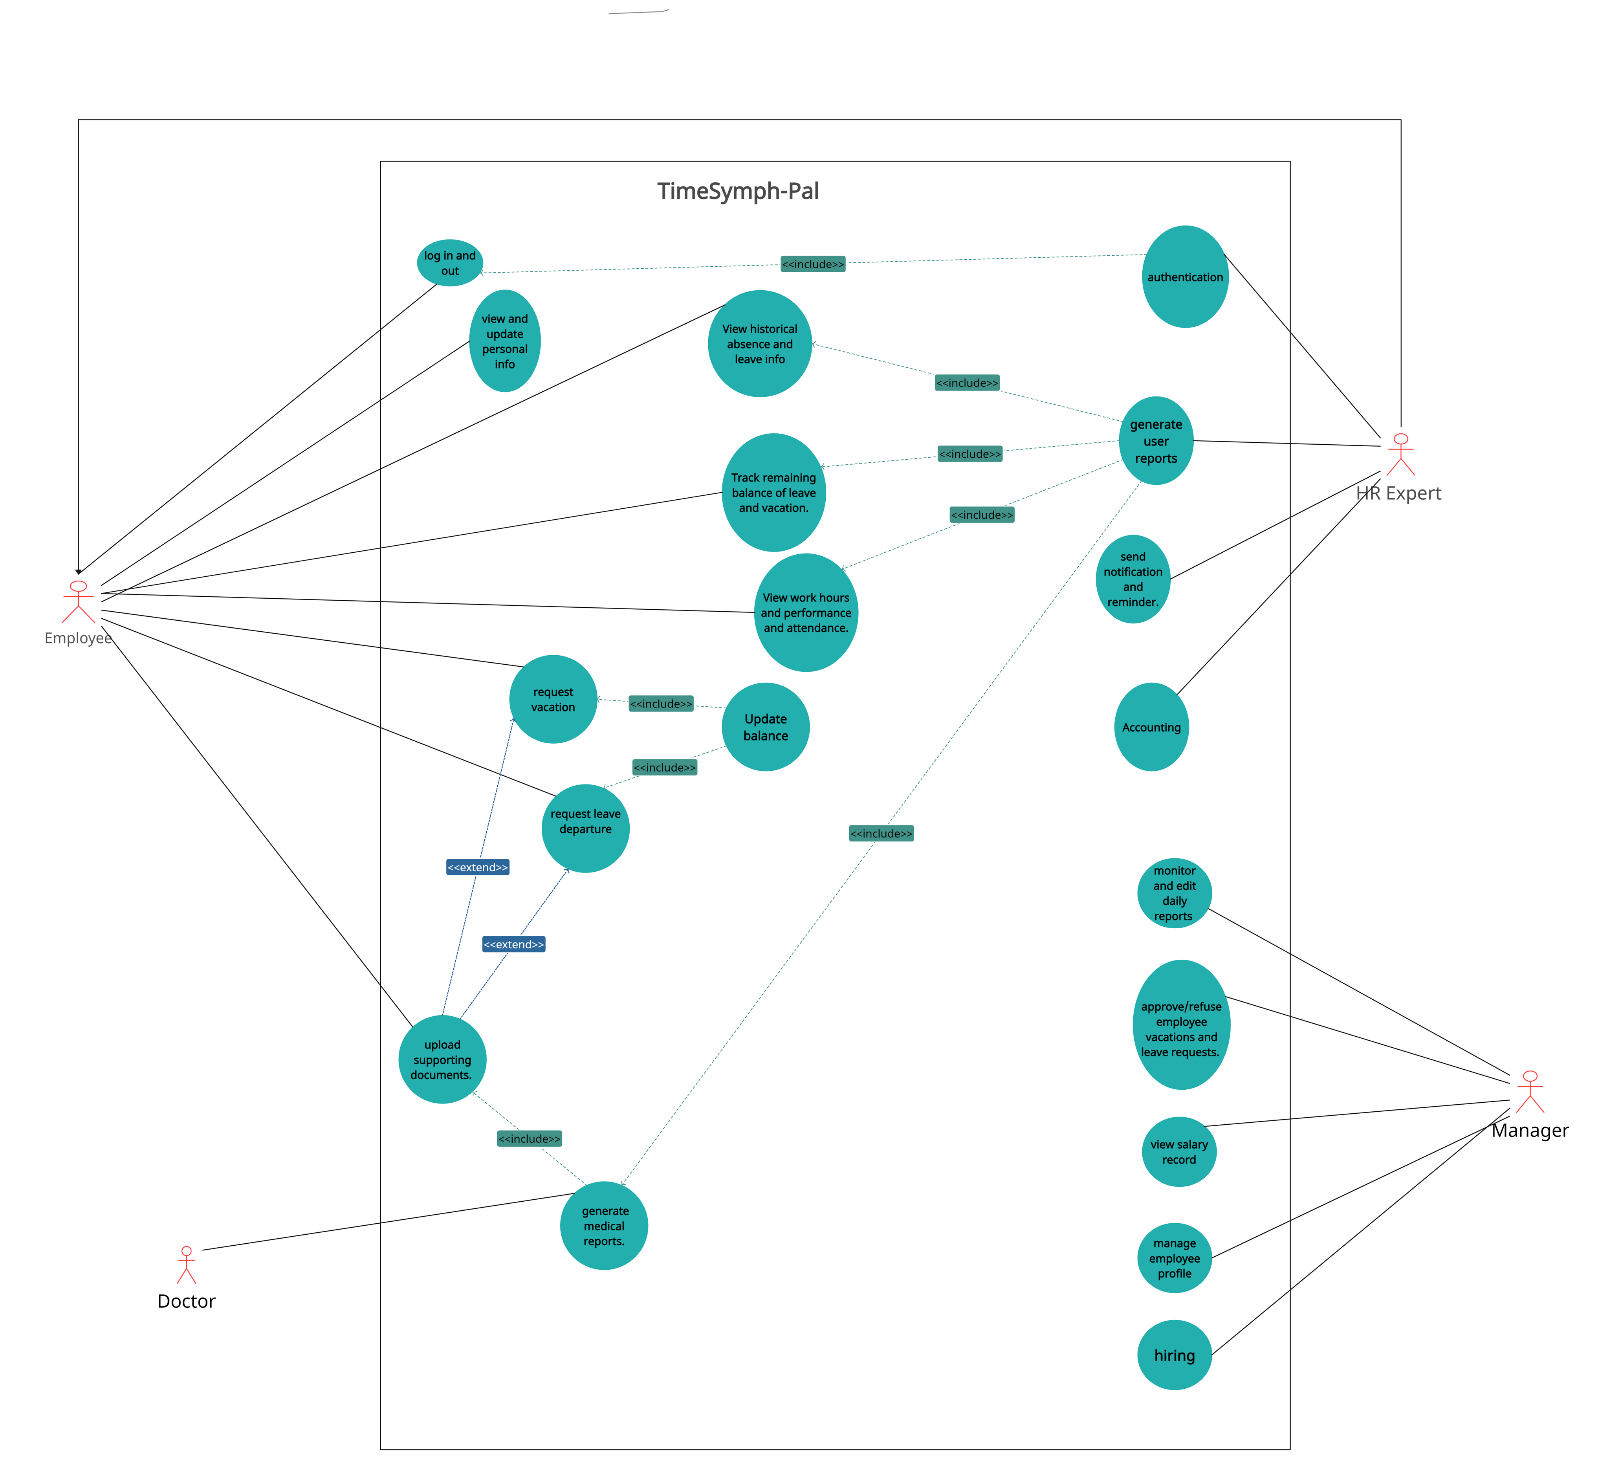 TimeSymph-Pal
log in and
out
<<include>>
authentication
view and
update
personal
info
View historical
absence and
leave info
<<include>>
generate
user
reports
<<include>>
HR Expert
Track remaining
balance of leave
and vacation.
<<include>>
send
notification
and
reminder.
Employee
View work hours
and performance
and attendance.
request
vacation
<<include>>
Update
balance
Accounting
<<include>>
request leave
departure
<<include>>
<<extend>>
monitor
and edit
daily
reports
<<extend>>
approve/refuse
employee
vacations and
leave requests.
upload
supporting
documents.
Manager
<<include>>
view salary
record
generate
medical
reports.
manage
employee
profile
Doctor
hiring